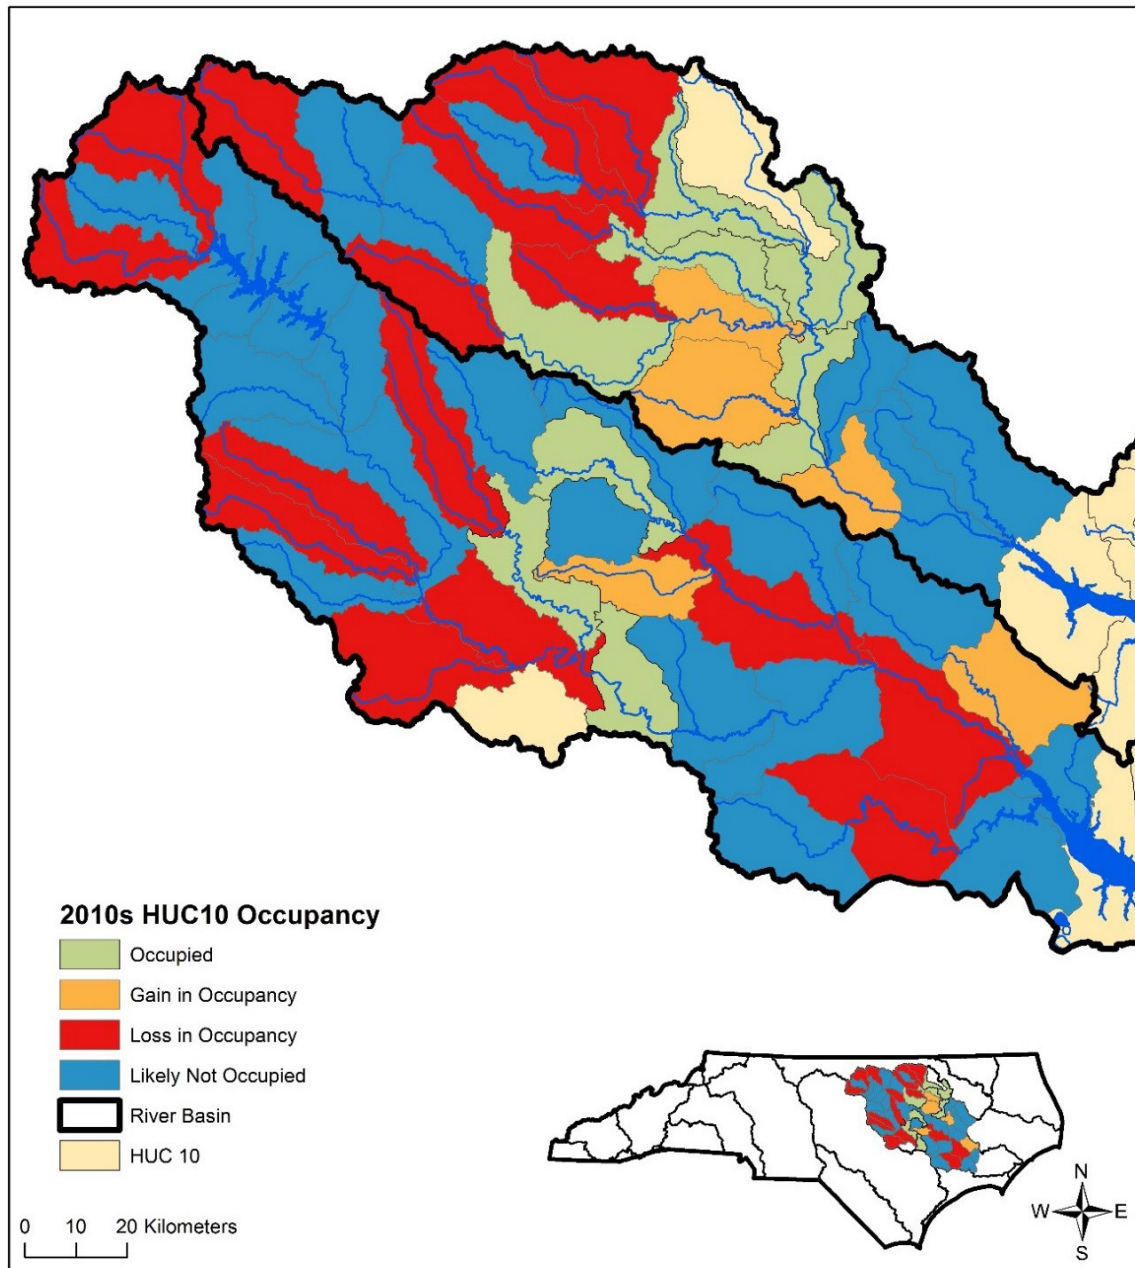 2010s HUC10 Occupancy
Occupied
Gain in Occupancy
Loss in Occupancy
Likely Not Occupied
River Basin
HUC 10
0 10 20 Kilometers
N
W E
S